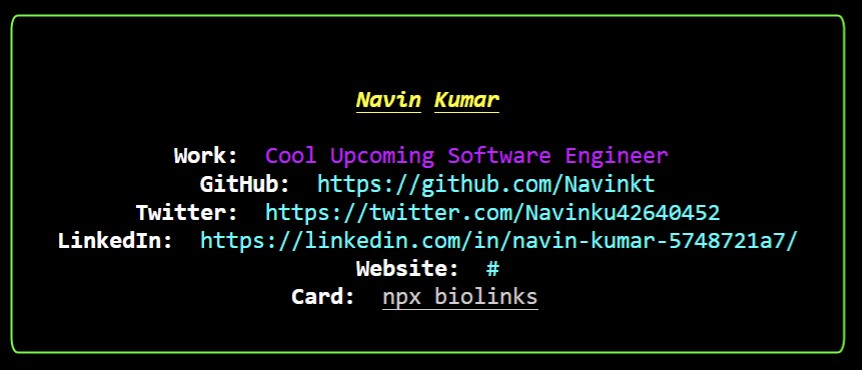 Navin Kumar
Work: Cool Upcoming Software Engineer
GitHub: https://github.com/Navinkt
Twitter: https://twitter.com/Navinku42640452
LinkedIn: https://linkedin.com/in/navin-kumar-5748721a7/
Website: #
Card: npx biolinks